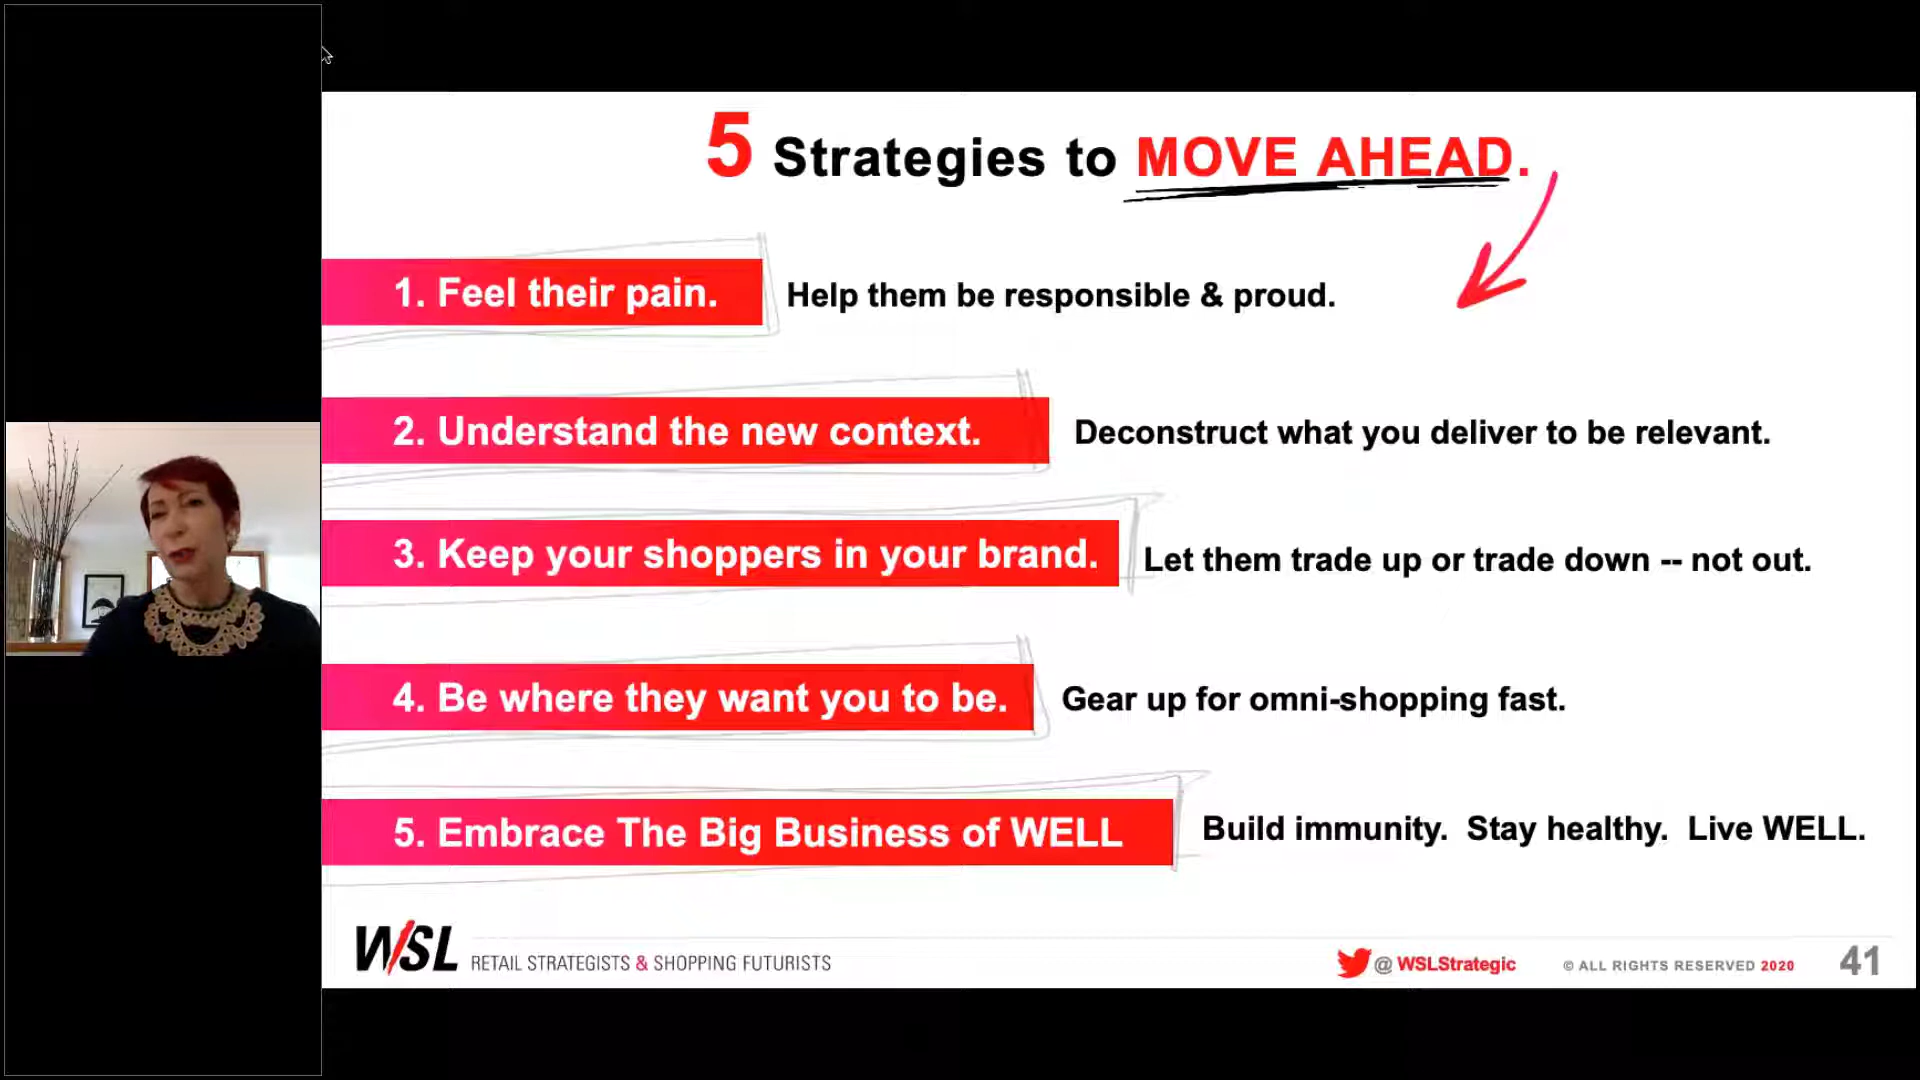 5 Strategies to MOVE AHEAD.
1. Feel their pain. Help them be responsible & proud.
2. Understand the new context. Deconstruct what you deliver to be relevant.
3. Keep your shoppers in your brand. Let them trade up or trade down -- not out.
4. Be where they want you to be. Gear up for omni-shopping fast.
5. Embrace The Big Business of WELL Build immunity. Stay healthy. Live WELL.
WSL RETAIL STRATEGISTS & SHOPPING FUTURISTS @ WSLStrategic © ALL RIGHTS RESERVED 2020 41